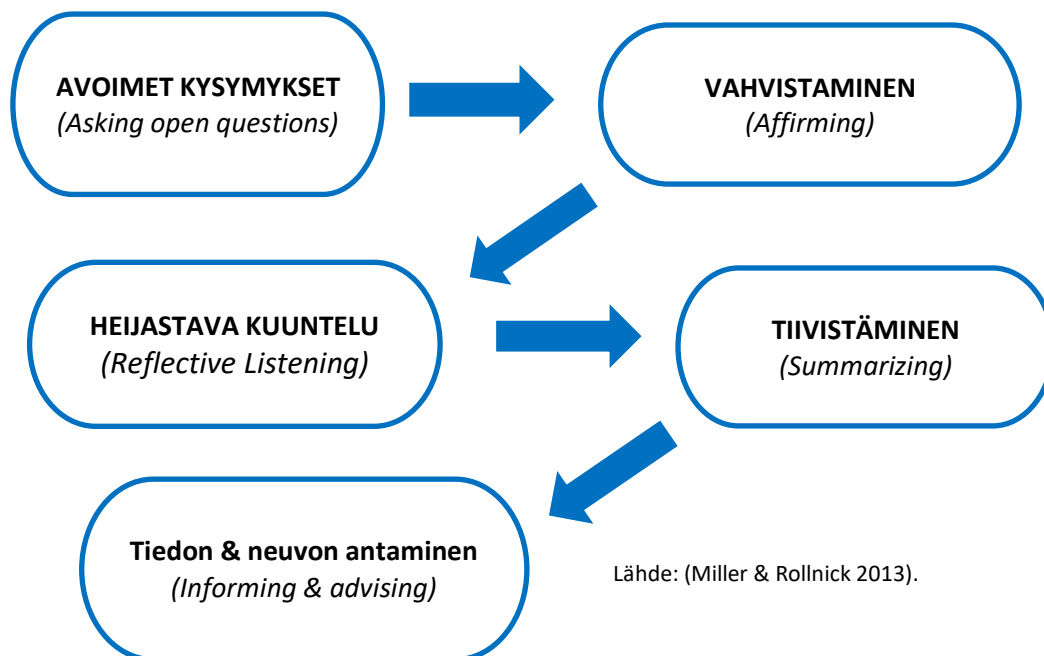 AVOIMET KYSYMYKSET
(Asking open questions)
VAHVISTAMINEN
(Affirming)
HEIJASTAVA KUUNTELU
(Reflective Listening)
TIIVISTÄMINEN
(Summarizing)
Tiedon & neuvon antaminen
(Informing & advising)
Lähde: (Miller & Rollnick 2013).